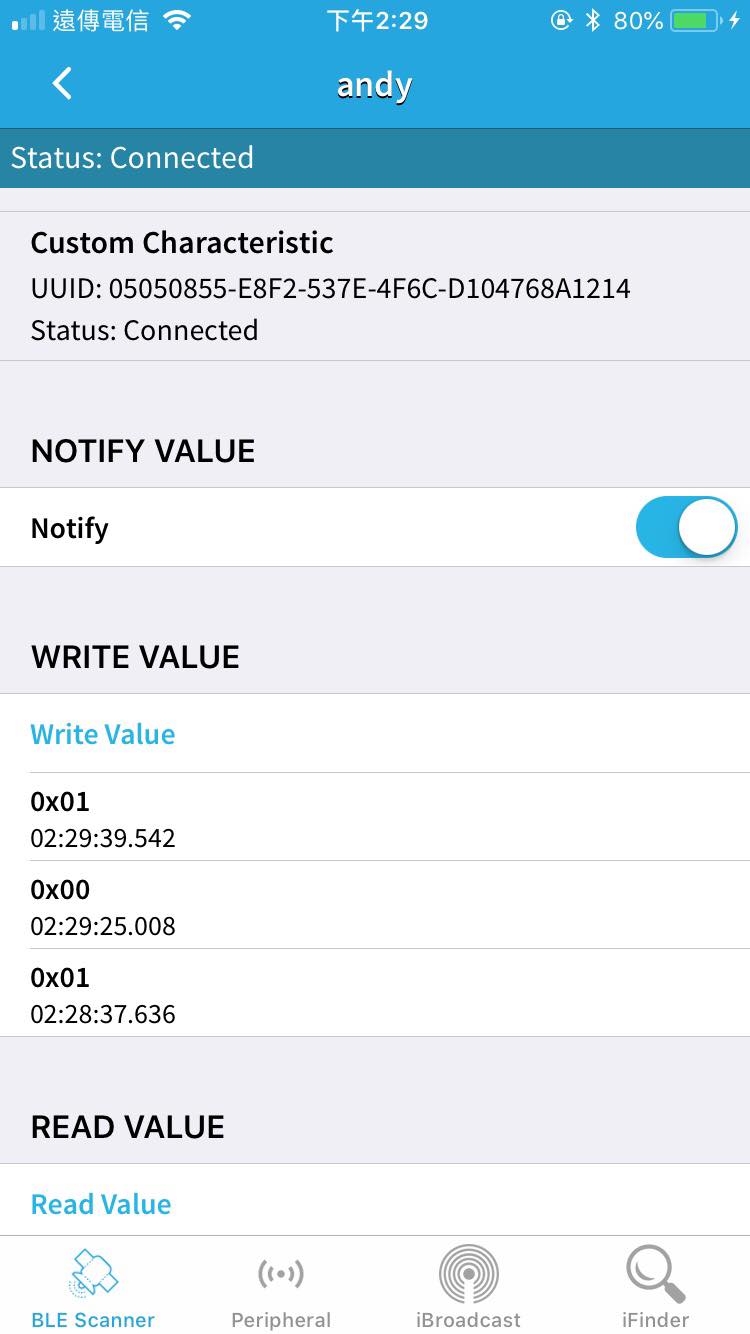 遠傳電信 下午2:29 80%
andy
Status: Connected
Custom Characteristic
UUID: 05050855-E8F2-537E-4F6C-D104768A1214
Status: Connected
NOTIFY VALUE
Notify
WRITE VALUE
Write Value
0x01
02:29:39.542
0x00
02:29:25.008
0x01
02:28:37.636
READ VALUE
Read Value
BLE Scanner Peripheral iBroadcast iFinder